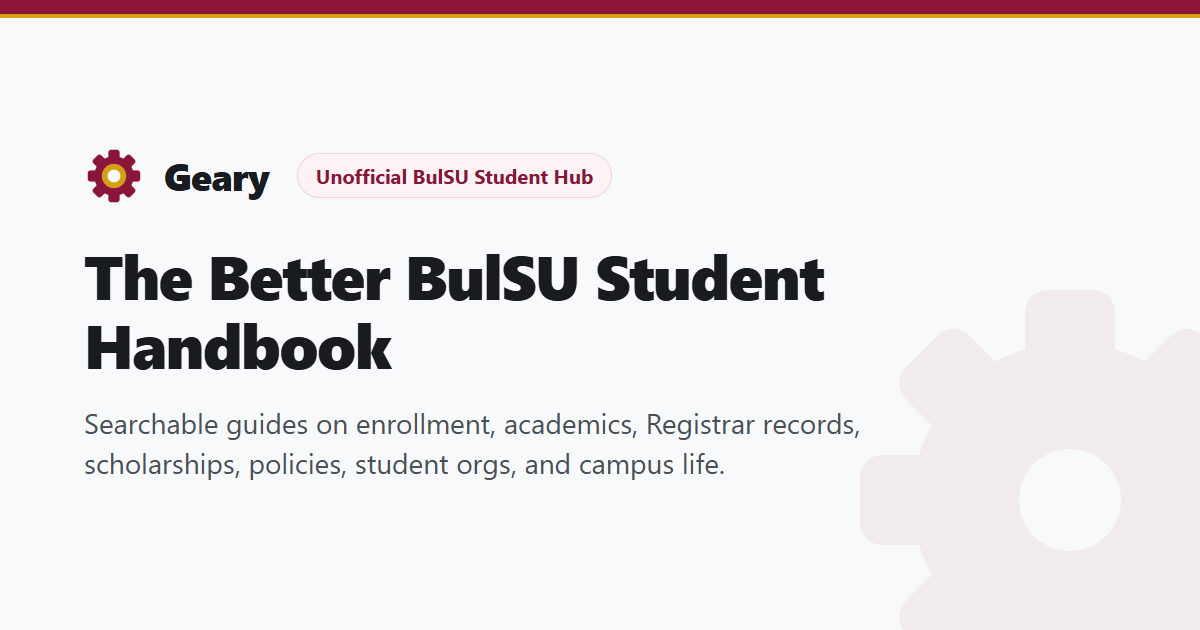 Geary
Unofficial BulSU Student Hub
The Better BulSU Student
Handbook
Searchable guides on enrollment, academics, Registrar records,
scholarships, policies, student orgs, and campus life.